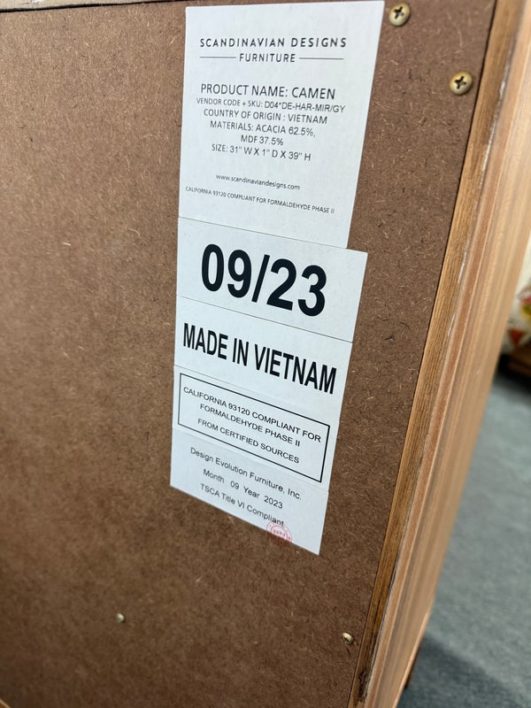 SCANDINAVIAN DESIGNS
FURNITURE
PRODUCT NAME: CAMEN
VENDOR CODE + SKU: D04*DE-HAR-MIR/GY
COUNTRY OF ORIGIN : VIETNAM
MATERIALS: ACACIA 62.5%,
MDF 37.5%
SIZE: 31" W X 1" D X 39" H
www.scandinaviandesigns.com
CALIFORNIA 93120 COMPLIANT FOR FORMALDEHYDE PHASE II
09/23
MADE IN VIETNAM
CALIFORNIA 93120 COMPLIANT FOR
FORMALDEHYDE PHASE II
FROM CERTIFIED SOURCES
Design Evolution Furniture, Inc.
Month 09 Year 2023
TSCA Title VI Compliant